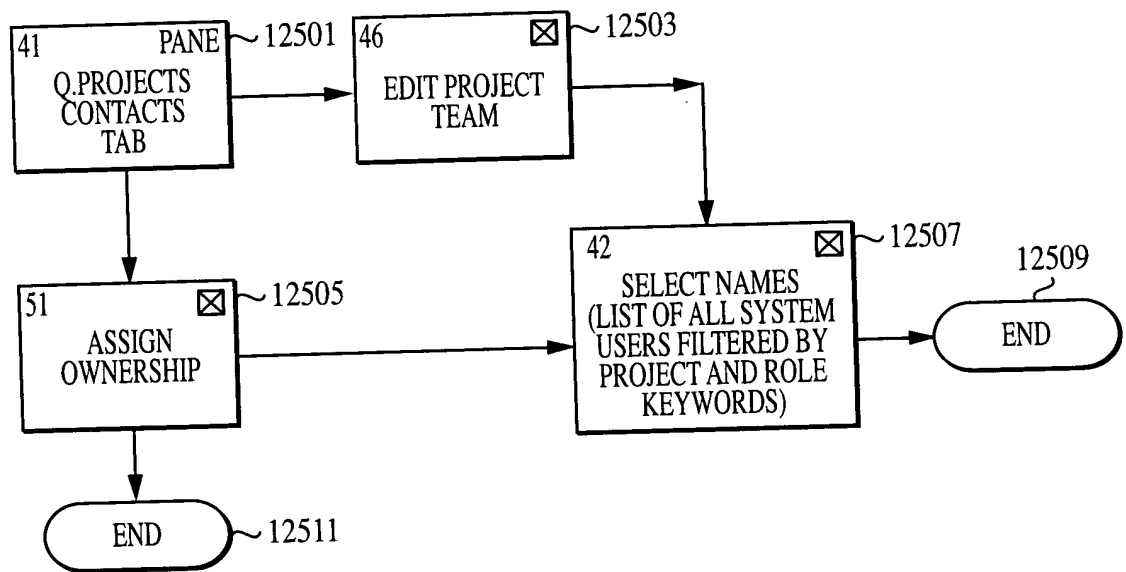 41 PANE
Q.PROJECTS
CONTACTS
TAB
12501
46
EDIT PROJECT
TEAM
12503
51
ASSIGN
OWNERSHIP
12505
42
SELECT NAMES
(LIST OF ALL SYSTEM
USERS FILTERED BY
PROJECT AND ROLE
KEYWORDS)
12507
12509
END
END
12511